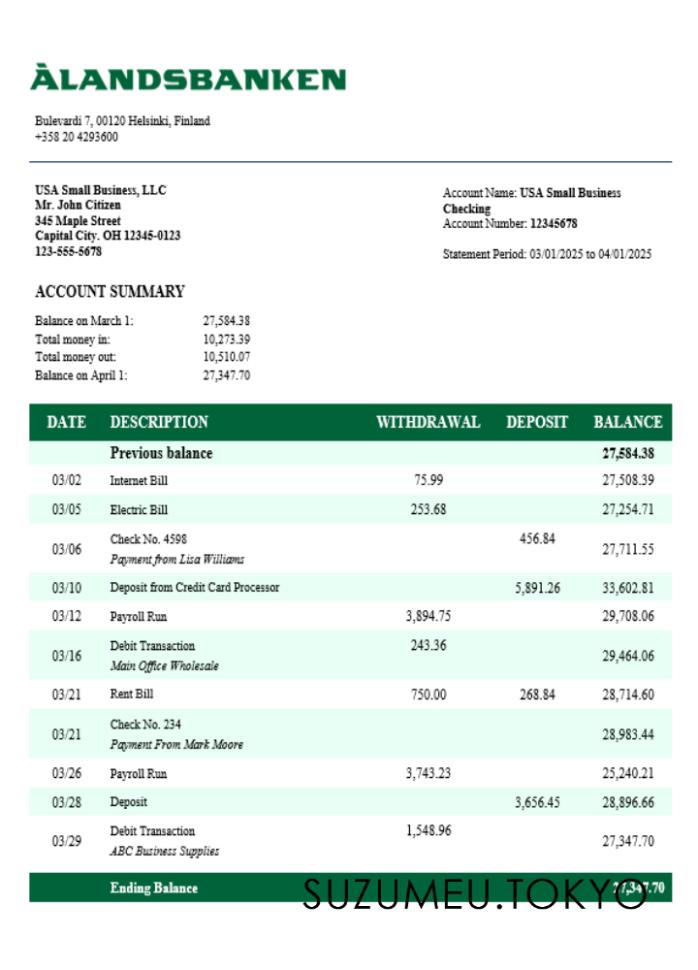 ÅLANDSBANKEN
Bulevardi 7, 00120 Helsinki, Finland
+358 20 4293600
USA Small Business, LLC
Mr. John Citizen
345 Maple Street
Capital City. OH 12345-0123
123-555-5678
Account Name: USA Small Business
Checking
Account Number: 12345678
Statement Period: 03/01/2025 to 04/01/2025
ACCOUNT SUMMARY
Balance on March 1: 27,584.38
Total money in: 10,273.39
Total money out: 10,510.07
Balance on April 1: 27,347.70
DATE DESCRIPTION WITHDRAWAL DEPOSIT BALANCE
Previous balance 27,584.38
03/02 Internet Bill 75.99 27,508.39
03/05 Electric Bill 253.68 27,254.71
03/06 Check No. 4598 456.84 27,711.55
Payment from Lisa Williams
03/10 Deposit from Credit Card Processor 5,891.26 33,602.81
03/12 Payroll Run 3,894.75 29,708.06
03/16 Debit Transaction 243.36 29,464.06
Main Office Wholesale
03/21 Rent Bill 750.00 268.84 28,714.60
03/21 Check No. 234 28,983.44
Payment From Mark Moore
03/26 Payroll Run 3,743.23 25,240.21
03/28 Deposit 3,656.45 28,896.66
03/29 Debit Transaction 1,548.96 27,347.70
ABC Business Supplies
Ending Balance 27,347.70
SUZUMEU.TOKYO